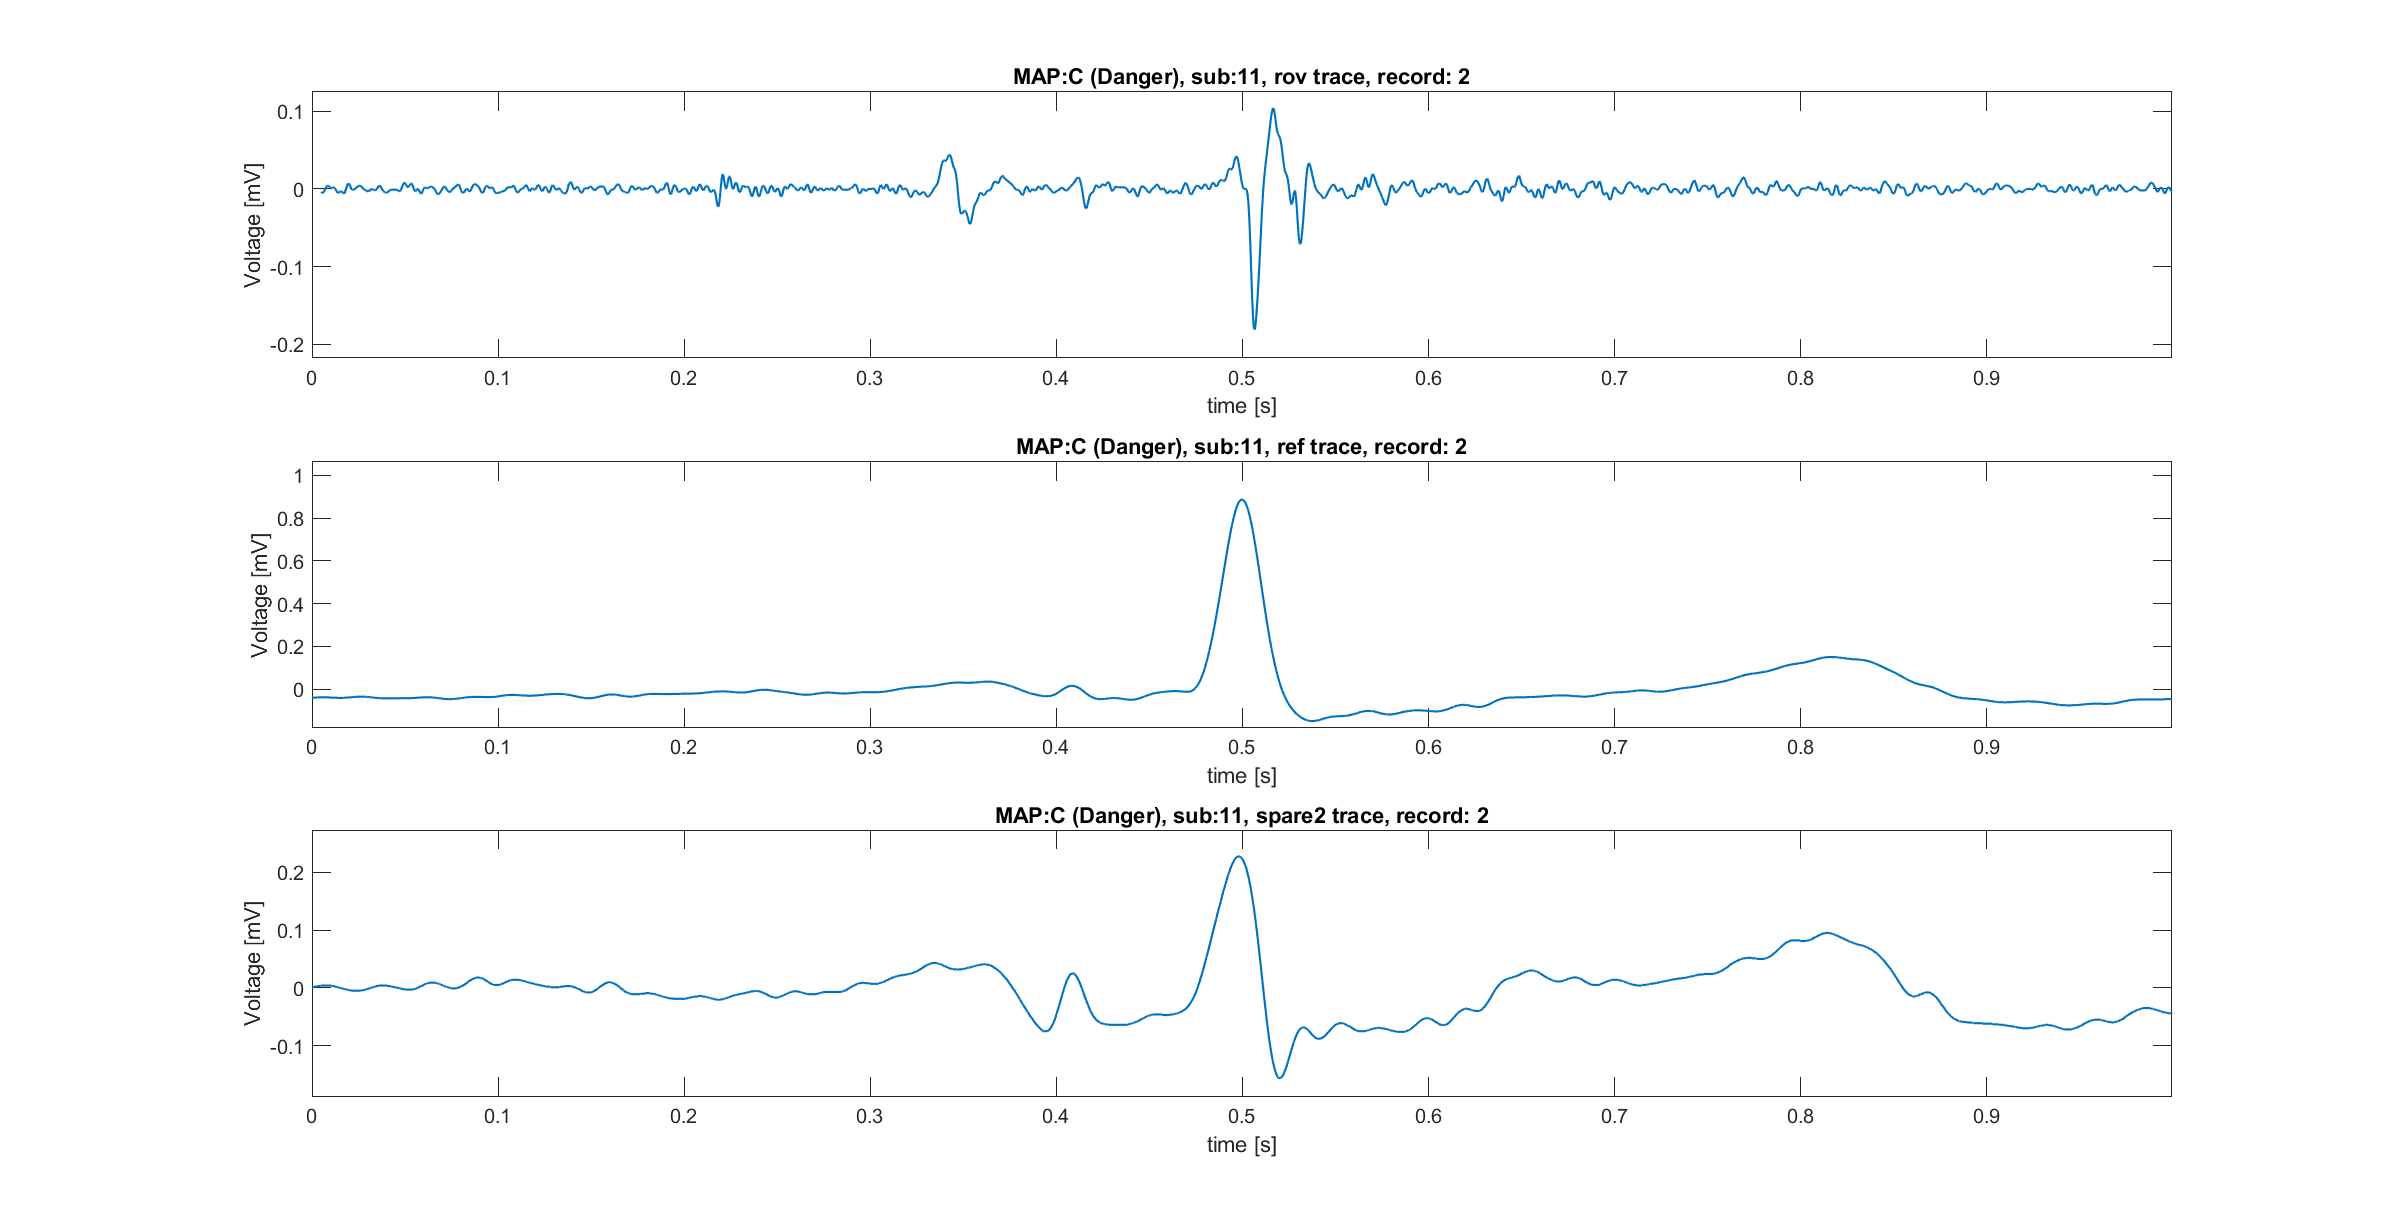 MAP:C (Danger), sub:11, rov trace, record: 2
0.1
0
-0.1
-0.2
Voltage [mV]
0 0.1 0.2 0.3 0.4 0.5 0.6 0.7 0.8 0.9
time [s]
MAP:C (Danger), sub:11, ref trace, record: 2
1
0.8
0.6
0.4
0.2
0
Voltage [mV]
0 0.1 0.2 0.3 0.4 0.5 0.6 0.7 0.8 0.9
time [s]
MAP:C (Danger), sub:11, spare2 trace, record: 2
0.2
0.1
0
-0.1
Voltage [mV]
0 0.1 0.2 0.3 0.4 0.5 0.6 0.7 0.8 0.9
time [s]